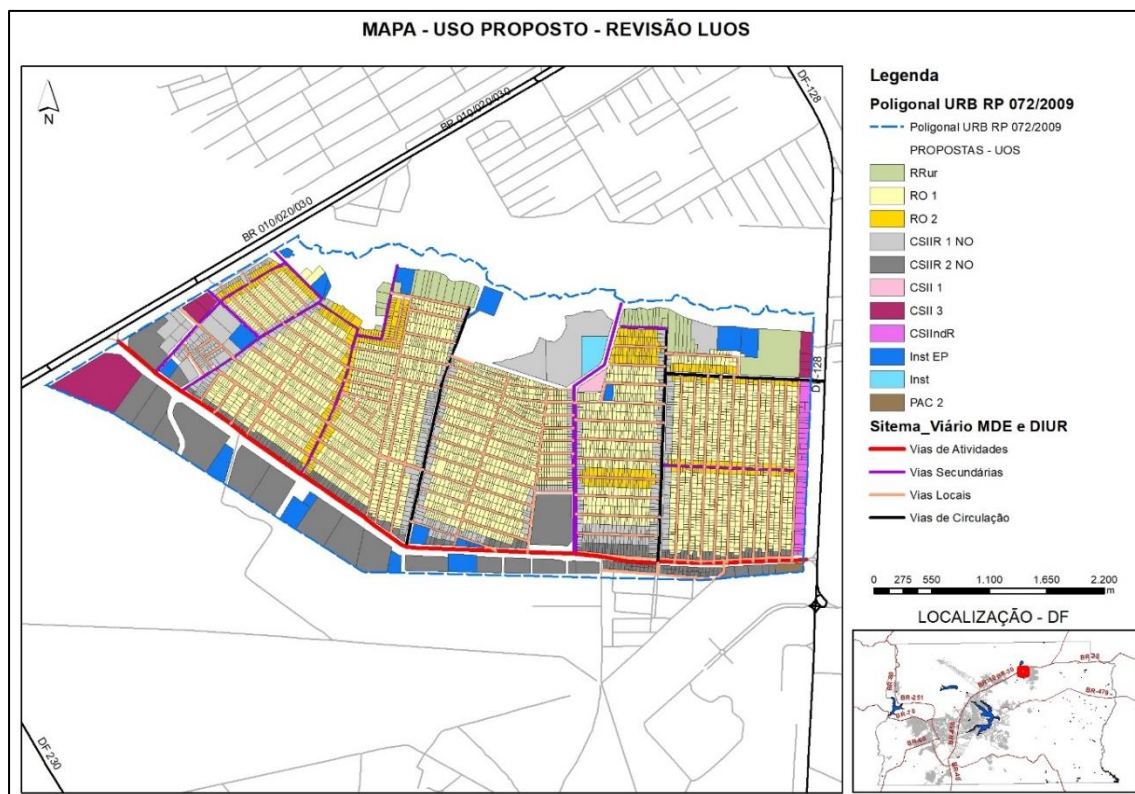 MAPA - USO PROPOSTO - REVISÃO LUOS
N
BR 010/020/030
DF-128
BR 010/020/030
DF-128
DF 230
Legenda
Poligonal URB RP 072/2009
Poligonal URB RP 072/2009
PROPOSTAS - UOS
RRur
RO 1
RO 2
CSIIR 1 NO
CSIIR 2 NO
CSII 1
CSII 3
CSIIndR
Inst EP
Inst
PAC 2
Sitema_Viário MDE e DIUR
Vias de Atividades
Vias Secundárias
Vias Locais
Vias de Circulação
0 275 550 1.100 1.650 2.200
m
LOCALIZAÇÃO - DF
BR-251